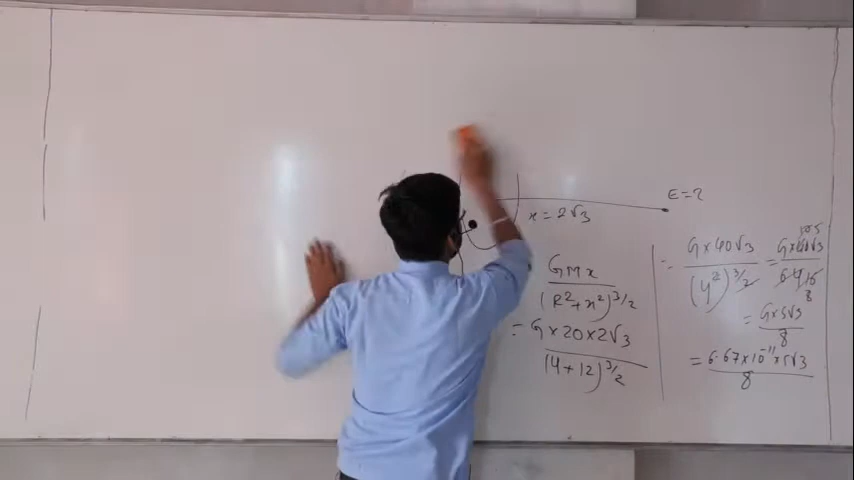 E=?
x = 2√3
GMx
(R²+x²)^3/2
= G×20×2√3
(4+12)^3/2
= G×40√3
(4²)^3/2
= G×40√3
64
8
= G×5√3
8
= 6.67×10⁻¹¹×5√3
8